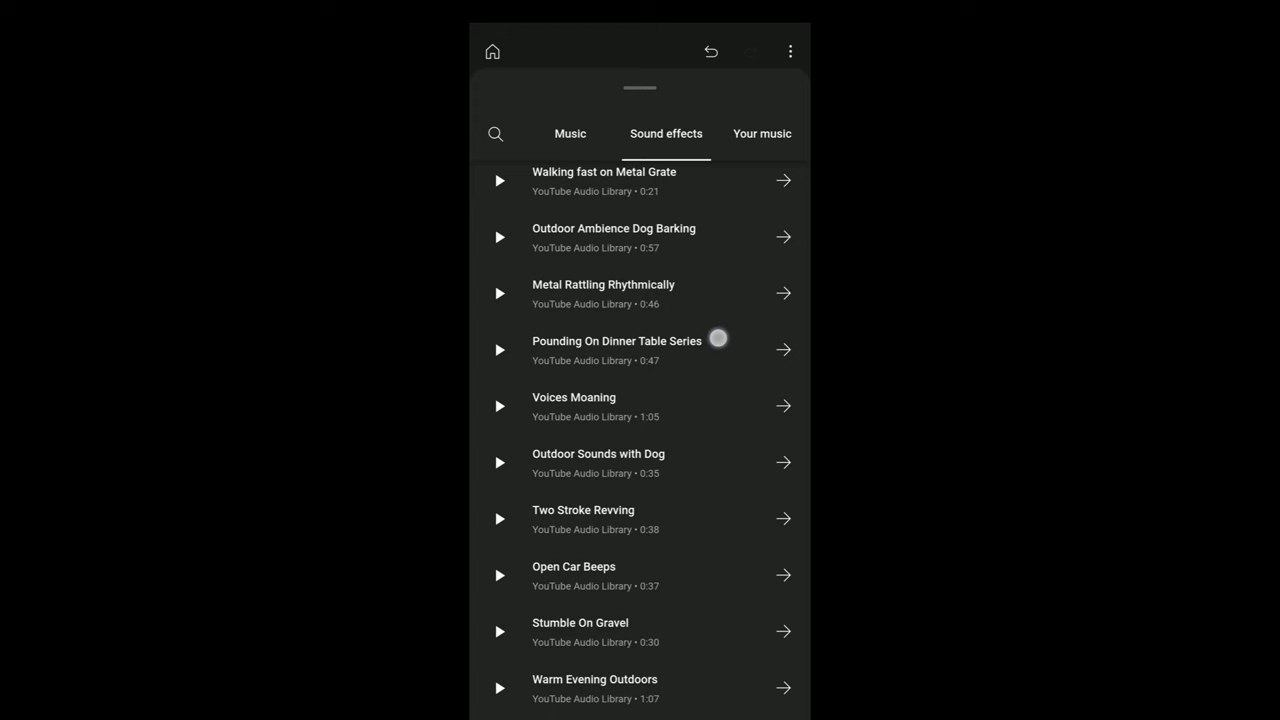 Music Sound effects Your music
Walking fast on Metal Grate
YouTube Audio Library • 0:21
Outdoor Ambience Dog Barking
YouTube Audio Library • 0:57
Metal Rattling Rhythmically
YouTube Audio Library • 0:46
Pounding On Dinner Table Series
YouTube Audio Library • 0:47
Voices Moaning
YouTube Audio Library • 1:05
Outdoor Sounds with Dog
YouTube Audio Library • 0:35
Two Stroke Revving
YouTube Audio Library • 0:38
Open Car Beeps
YouTube Audio Library • 0:37
Stumble On Gravel
YouTube Audio Library • 0:30
Warm Evening Outdoors
YouTube Audio Library • 1:07